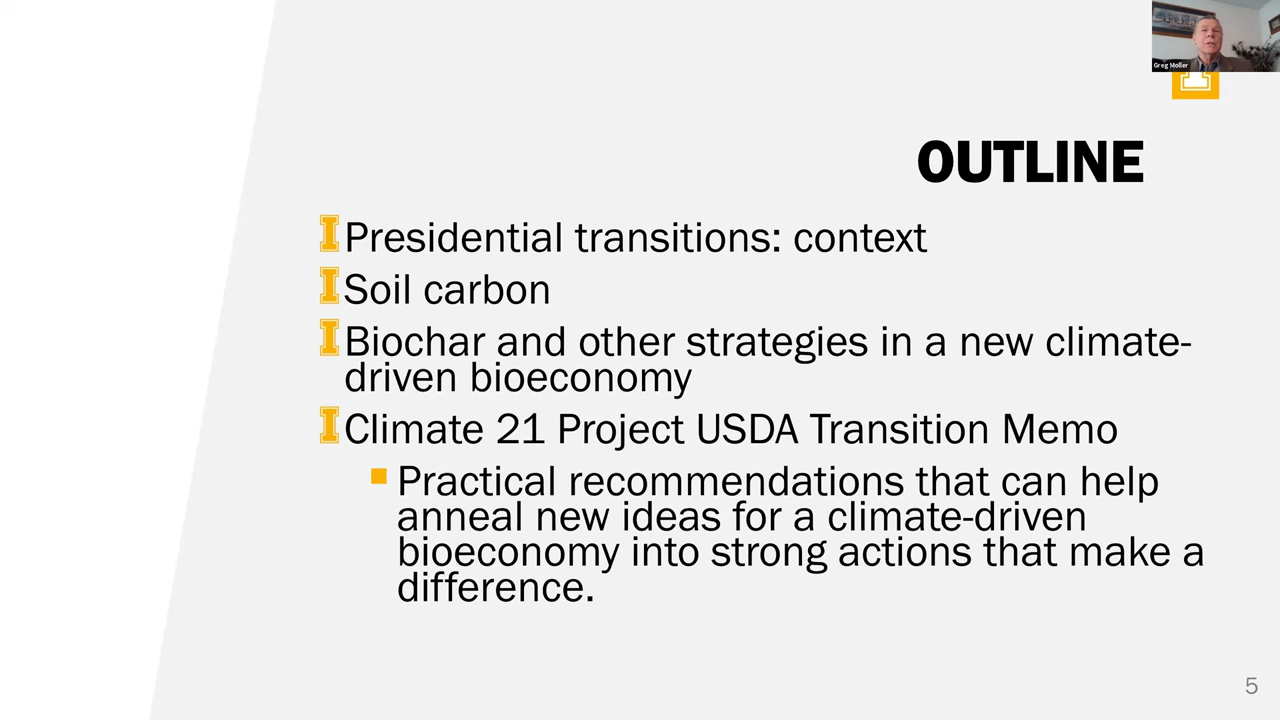 Greg Moller
OUTLINE
Presidential transitions: context
Soil carbon
Biochar and other strategies in a new climate-
driven bioeconomy
Climate 21 Project USDA Transition Memo
Practical recommendations that can help
anneal new ideas for a climate-driven
bioeconomy into strong actions that make a
difference.
5